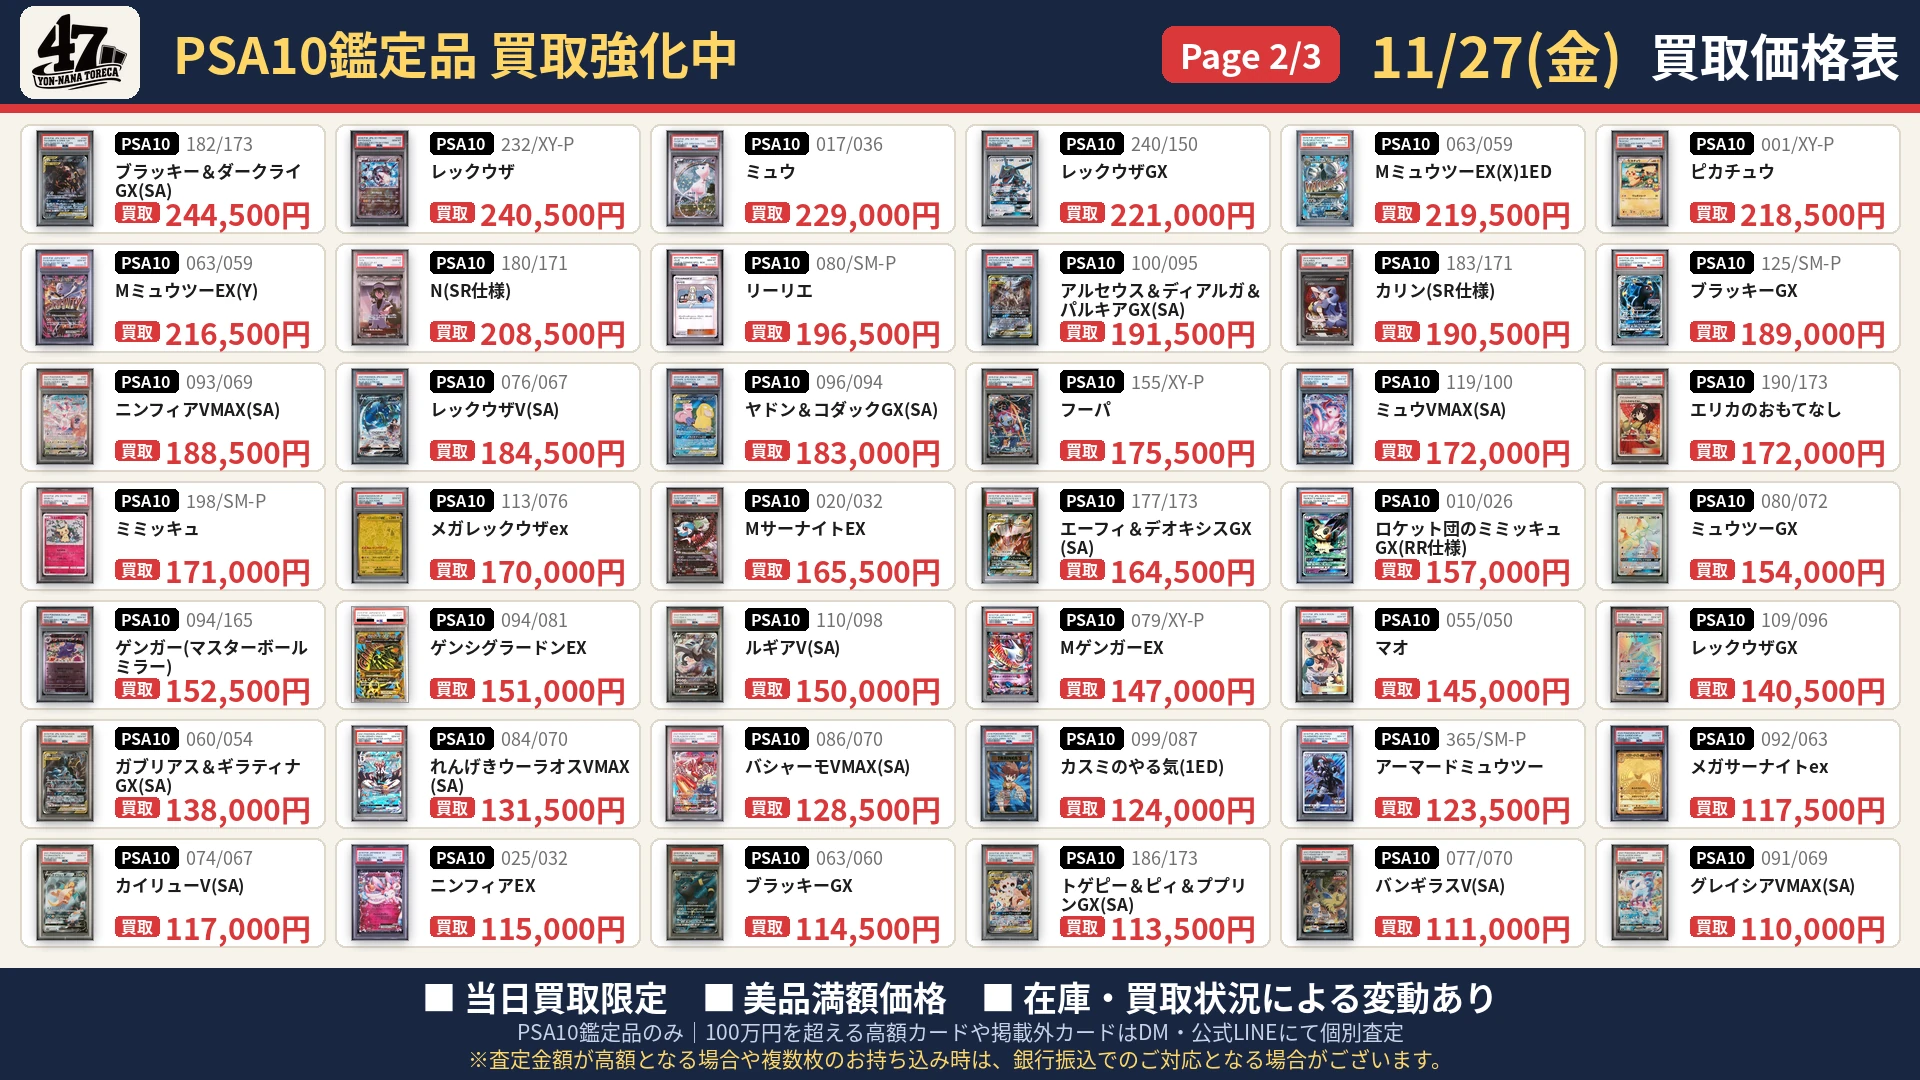 47
YON-NANA TORECA
PSA10鑑定品 買取強化中
Page 2/3
11/27(金) 買取価格表
PSA10 182/173
ブラッキー＆ダークライ
GX(SA)
買取 244,500円
PSA10 232/XY-P
レックウザ
買取 240,500円
PSA10 017/036
ミュウ
買取 229,000円
PSA10 240/150
レックウザGX
買取 221,000円
PSA10 063/059
MミュウツーEX(X)1ED
買取 219,500円
PSA10 001/XY-P
ピカチュウ
買取 218,500円
PSA10 063/059
MミュウツーEX(Y)
買取 216,500円
PSA10 180/171
N(SR仕様)
買取 208,500円
PSA10 080/SM-P
リーリエ
買取 196,500円
PSA10 100/095
アルセウス＆ディアルガ＆
パルキアGX(SA)
買取 191,500円
PSA10 183/171
カリン(SR仕様)
買取 190,500円
PSA10 125/SM-P
ブラッキーGX
買取 189,000円
PSA10 093/069
ニンフィアVMAX(SA)
買取 188,500円
PSA10 076/067
レックウザV(SA)
買取 184,500円
PSA10 096/094
ヤドン＆コダックGX(SA)
買取 183,000円
PSA10 155/XY-P
フーパ
買取 175,500円
PSA10 119/100
ミュウVMAX(SA)
買取 172,000円
PSA10 190/173
エリカのおもてなし
買取 172,000円
PSA10 198/SM-P
ミミッキュ
買取 171,000円
PSA10 113/076
メガレックウザex
買取 170,000円
PSA10 020/032
MサーナイトEX
買取 165,500円
PSA10 177/173
エーフィ＆デオキシスGX
(SA)
買取 164,500円
PSA10 010/026
ロケット団のミミッキュ
GX(RR仕様)
買取 157,000円
PSA10 080/072
ミュウツーGX
買取 154,000円
PSA10 094/165
ゲンガー(マスターボール
ミラー)
買取 152,500円
PSA10 094/081
ゲンシグラードンEX
買取 151,000円
PSA10 110/098
ルギアV(SA)
買取 150,000円
PSA10 079/XY-P
MゲンガーEX
買取 147,000円
PSA10 055/050
マオ
買取 145,000円
PSA10 109/096
レックウザGX
買取 140,500円
PSA10 060/054
ガブリアス＆ギラティナ
GX(SA)
買取 138,000円
PSA10 084/070
れんげきウーラオスVMAX
(SA)
買取 131,500円
PSA10 086/070
バシャーモVMAX(SA)
買取 128,500円
PSA10 099/087
カスミのやる気(1ED)
買取 124,000円
PSA10 365/SM-P
アーマードミュウツー
買取 123,500円
PSA10 092/063
メガサーナイトex
買取 117,500円
PSA10 074/067
カイリューV(SA)
買取 117,000円
PSA10 025/032
ニンフィアEX
買取 115,000円
PSA10 063/060
ブラッキーGX
買取 114,500円
PSA10 186/173
トゲピー＆ピィ＆ププリ
ンGX(SA)
買取 113,500円
PSA10 077/070
バンギラスV(SA)
買取 111,000円
PSA10 091/069
グレイシアVMAX(SA)
買取 110,000円
■ 当日買取限定 ■ 美品満額価格 ■ 在庫・買取状況による変動あり
PSA10鑑定品のみ｜100万円を超える高額カードや掲載外カードはDM・公式LINEにて個別査定
※査定金額が高額となる場合や複数枚のお持ち込み時は、銀行振込でのご対応となる場合がございます。